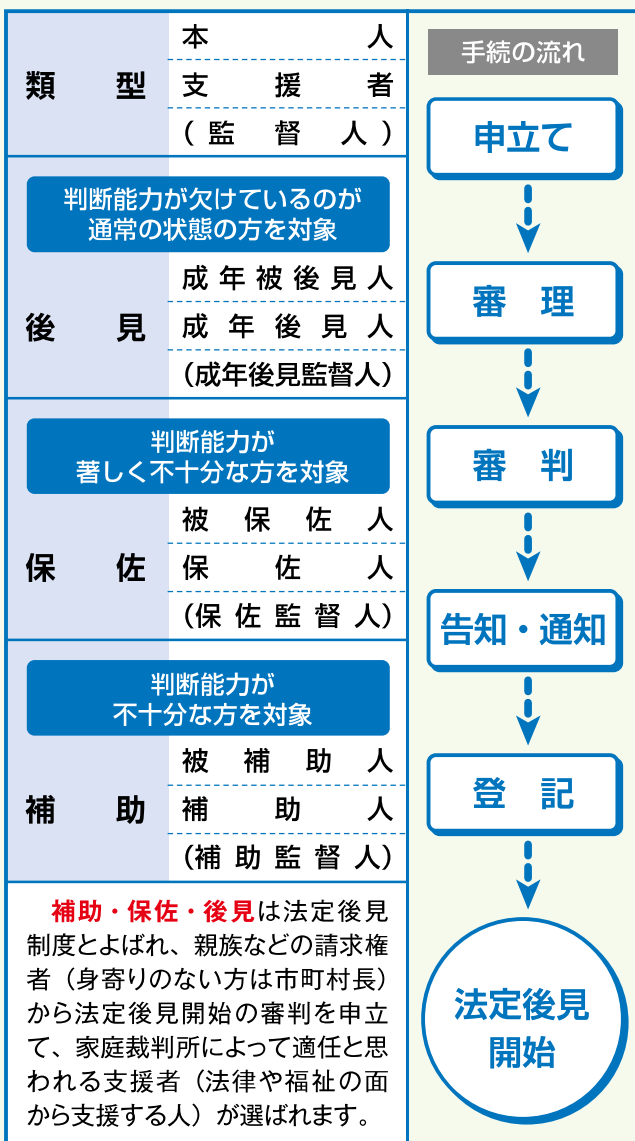 類型
本人
支援者
(監督人)
判断能力が欠けているのが
通常の状態の方を対象
後見
成年被後見人
成年後見人
(成年後見監督人)
判断能力が
著しく不十分な方を対象
保佐
被保佐人
保佐人
(保佐監督人)
判断能力が
不十分な方を対象
補助
被補助人
補助人
(補助監督人)
補助・保佐・後見は法定後見
制度とよばれ、親族などの請求権
者（身寄りのない方は市町村長）
から法定後見開始の審判を申立
て、家庭裁判所によって適任と思
われる支援者（法律や福祉の面
から支援する人）が選ばれます。
手続の流れ
申立て
審理
審判
告知・通知
登記
法定後見
開始